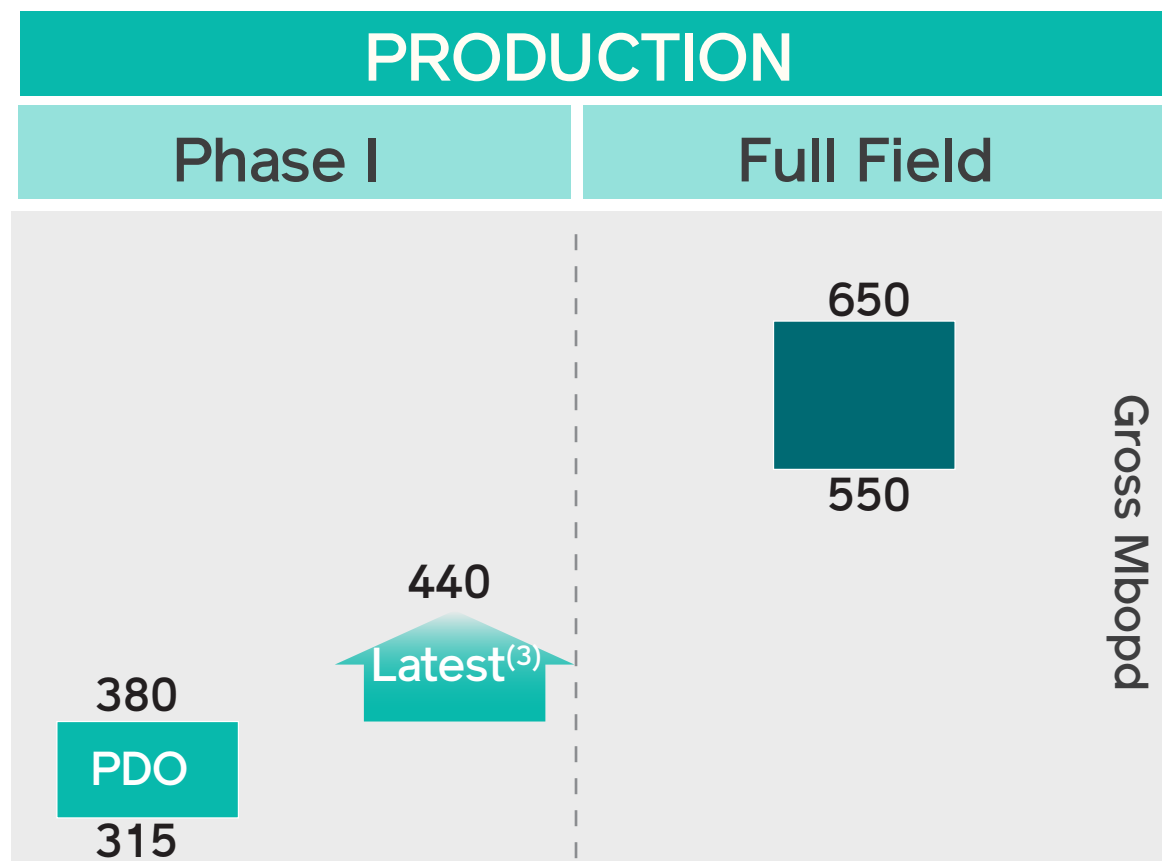 PRODUCTION
Phase I
Full Field
650
550
440
Latest(3)
380
PDO
315
Gross Mbopd